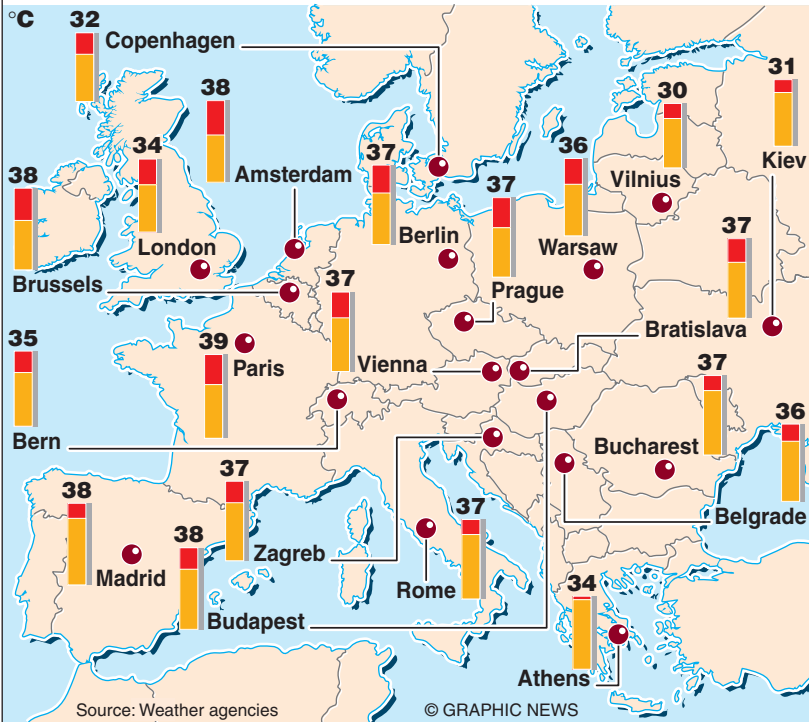 °C
32
Copenhagen
38
Amsterdam
34
London
38
Brussels
37
Berlin
37
Prague
36
Warsaw
30
Vilnius
31
Kiev
37
Bratislava
37
Vienna
39
Paris
35
Bern
37
Bucharest
36
Belgrade
38
Madrid
37
Zagreb
38
Budapest
37
Rome
34
Athens
Source: Weather agencies
© GRAPHIC NEWS